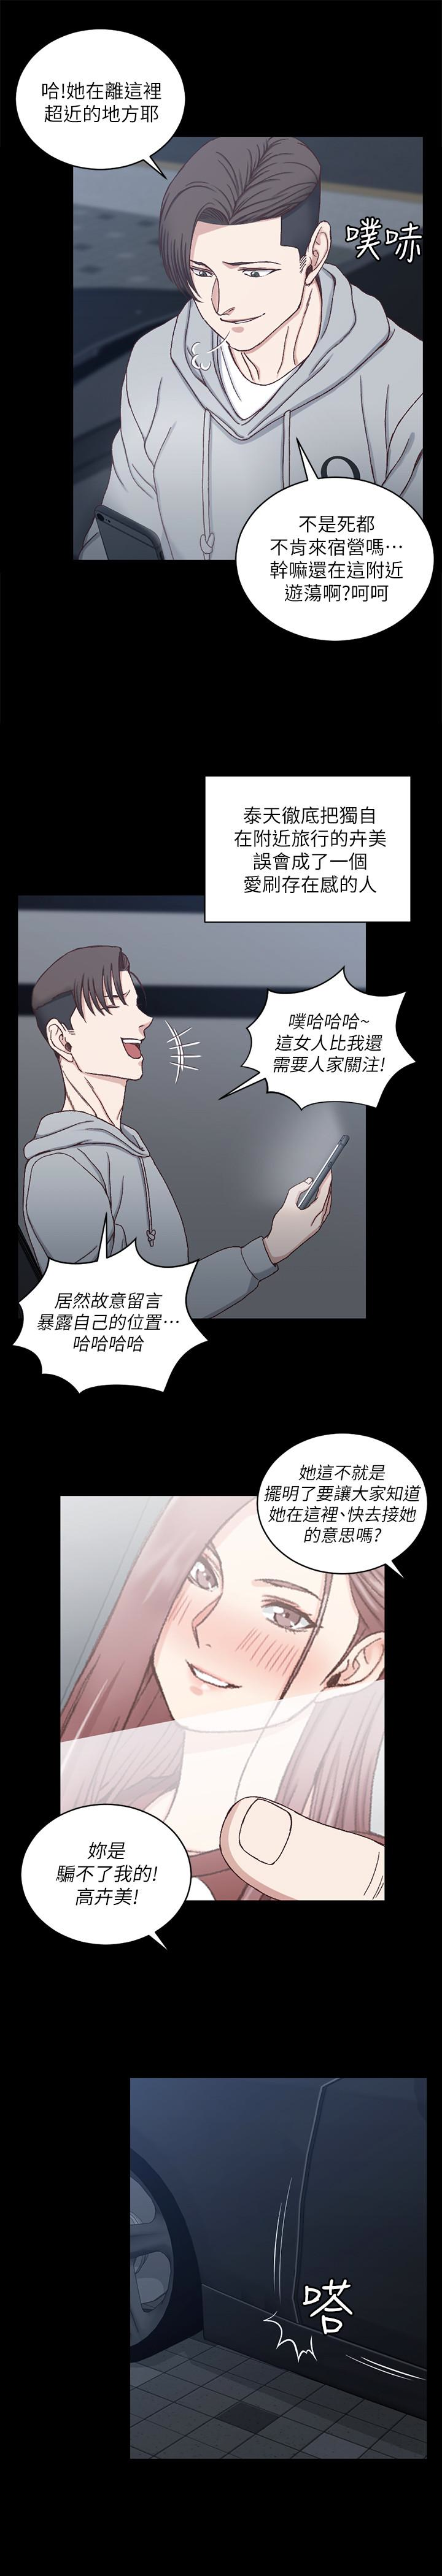 哈!她在離這裡
超近的地方耶
噗哧
不是死都
不肯來宿營嗎⋯
幹嘛還在這附近
遊蕩啊?呵呵
泰天徹底把獨自
在附近旅行的卉美
誤會成了一個
愛刷存在感的人
噗哈哈哈~
這女人比我還
需要人家關注!
居然故意留言
暴露自己的位置⋯
哈哈哈哈
她這不就是
擺明了要讓大家知道
她在這裡、快去接她
的意思嗎?
妳是
騙不了我的!
高卉美!
嗒